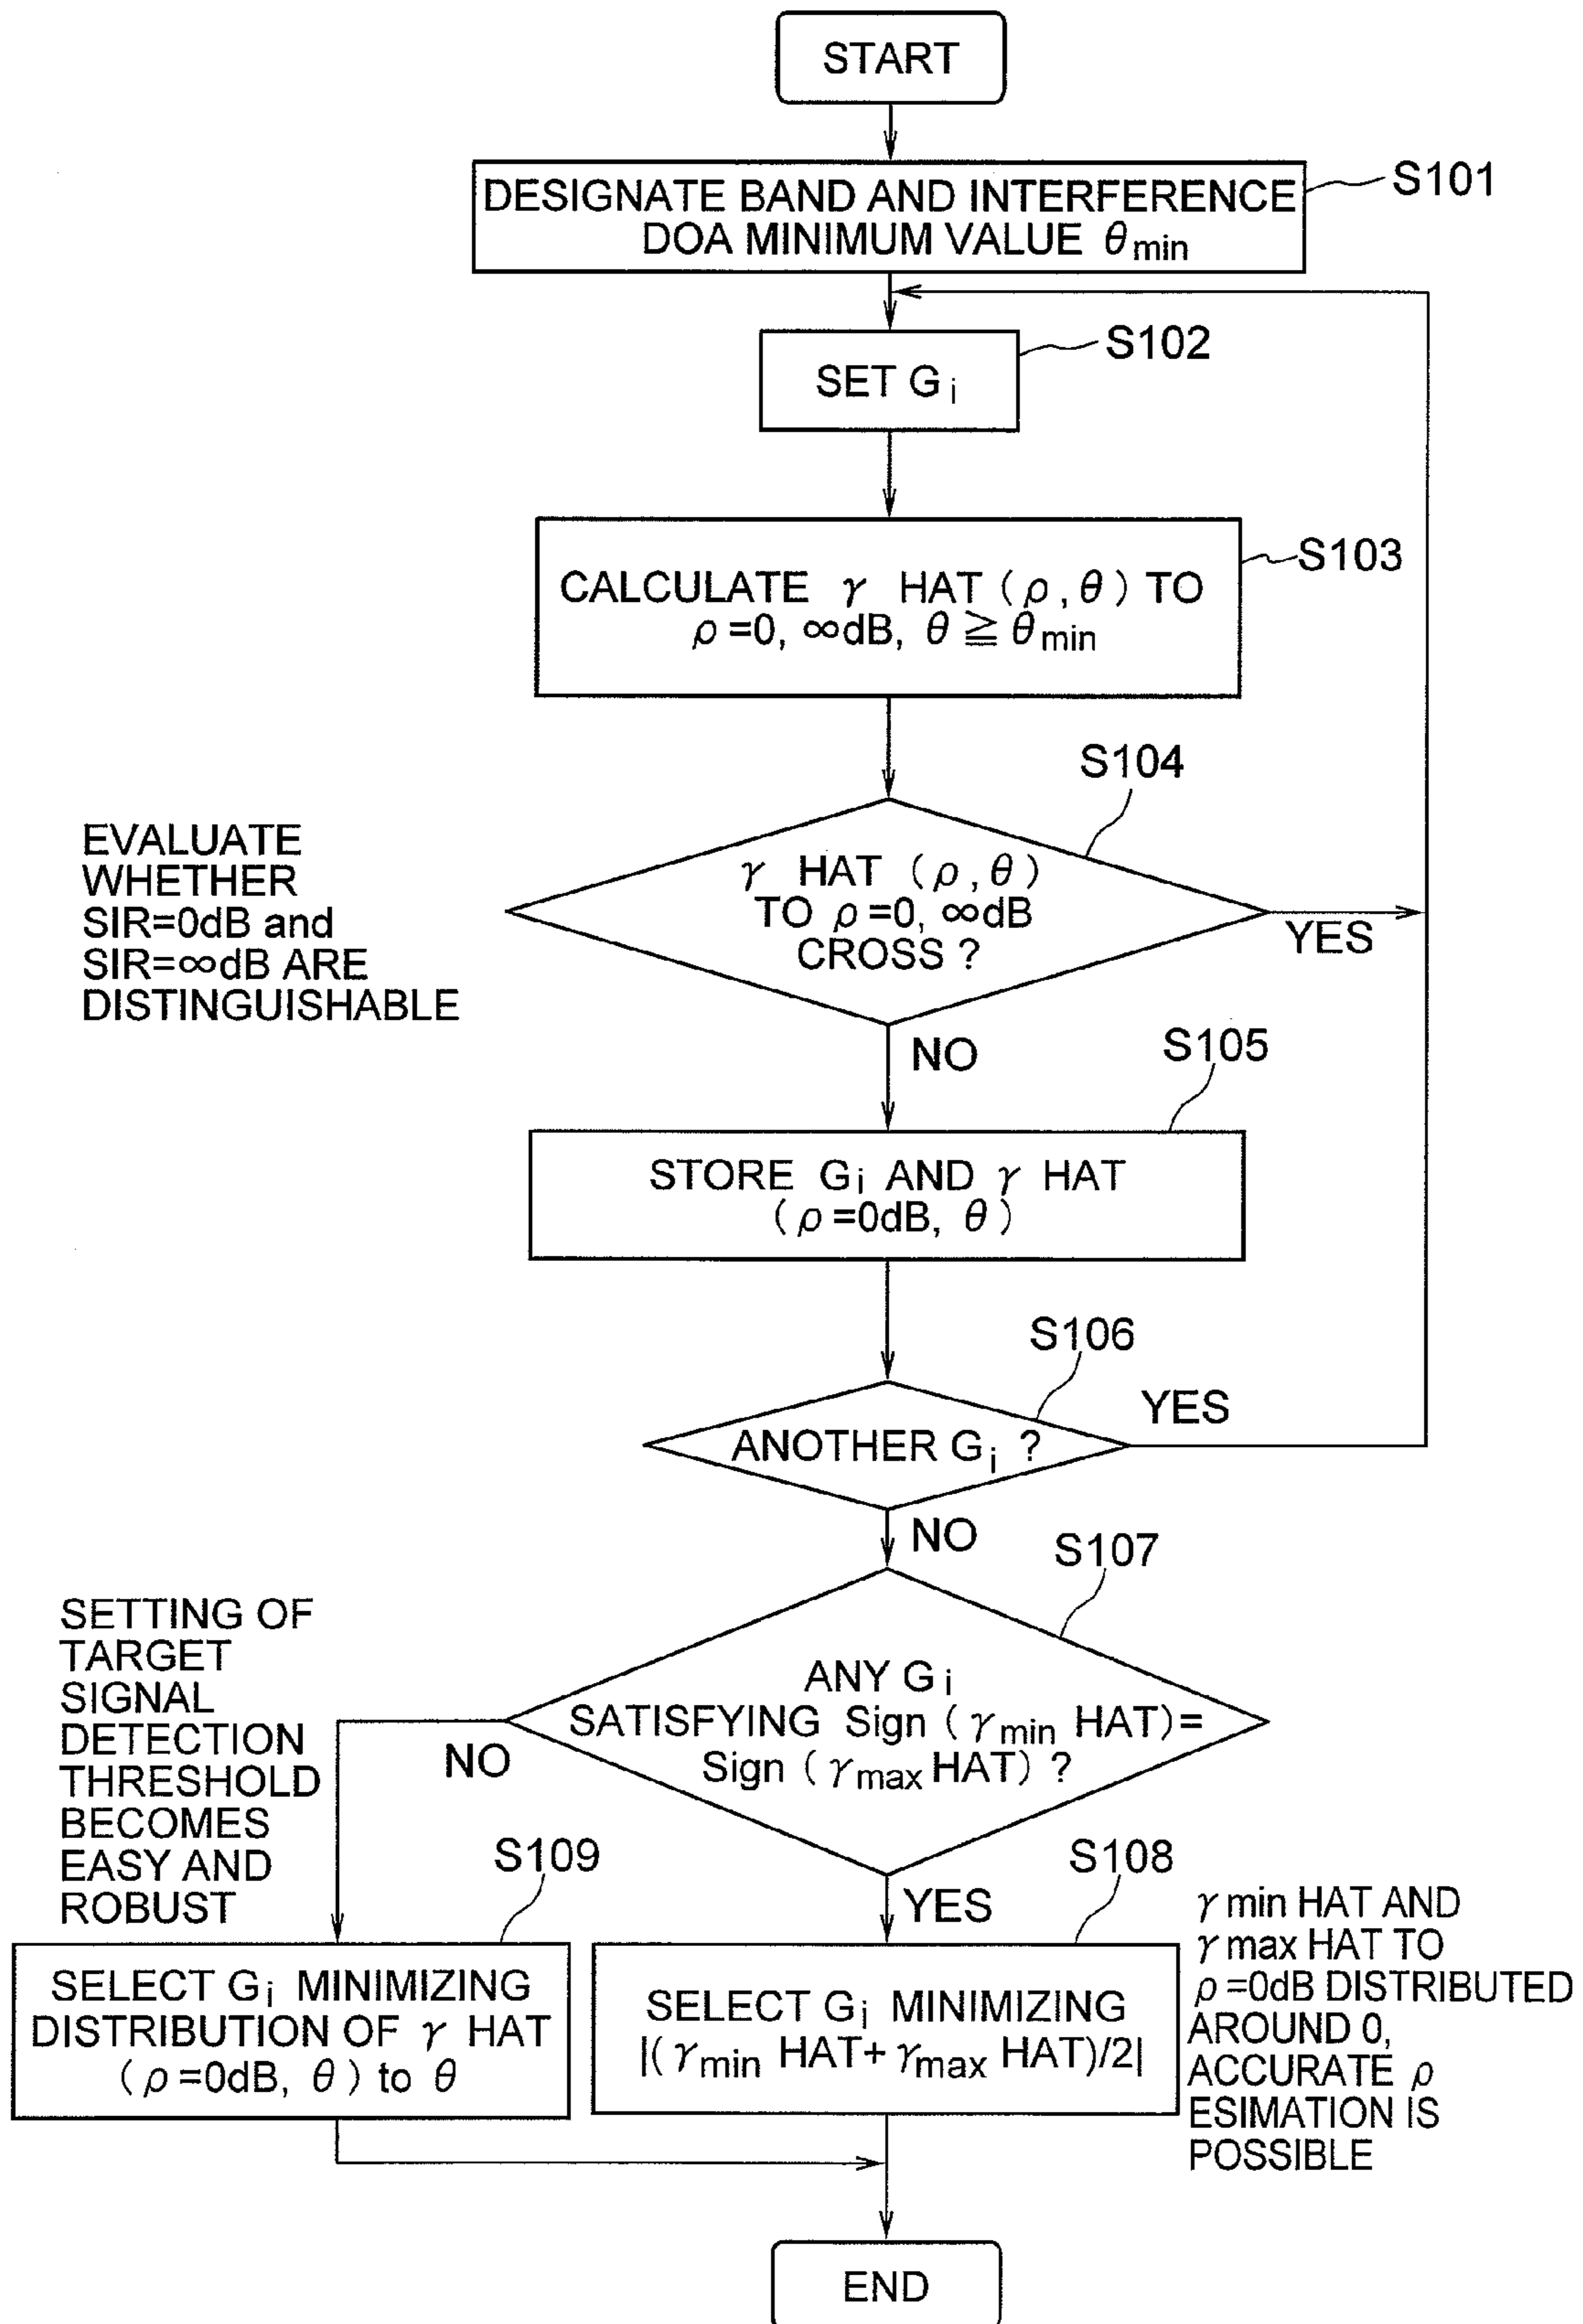 START
DESIGNATE BAND AND INTERFERENCE
DOA MINIMUM VALUE θmin
S101
SET Gi
S102
CALCULATE γ HAT (ρ, θ) TO
ρ=0, ∞dB, θ ≧ θmin
S103
S104
EVALUATE
WHETHER
SIR=0dB and
SIR=∞dB ARE
DISTINGUISHABLE
γ HAT (ρ, θ)
TO ρ=0, ∞dB
CROSS ?
YES
NO
S105
STORE Gi AND γ HAT
(ρ=0dB, θ)
S106
ANOTHER Gi ?
YES
NO
S107
ANY Gi
SATISFYING Sign (γmin HAT)=
Sign (γmax HAT) ?
NO
YES
SETTING OF
TARGET
SIGNAL
DETECTION
THRESHOLD
BECOMES
EASY AND
ROBUST
S109
SELECT Gi MINIMIZING
DISTRIBUTION OF γ HAT
(ρ=0dB, θ) to θ
S108
SELECT Gi MINIMIZING
|(γmin HAT+γmax HAT)/2|
γ min HAT AND
γ max HAT TO
ρ=0dB DISTRIBUTED
AROUND 0,
ACCURATE ρ
ESIMATION IS
POSSIBLE
END